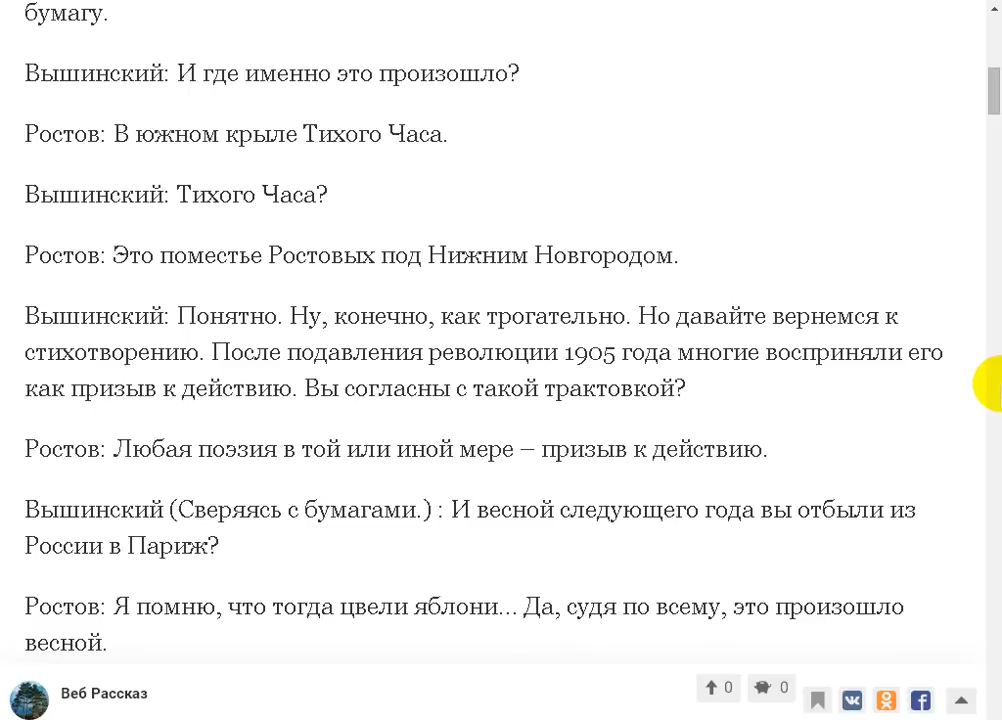 бумагу.
Вышинский: И где именно это произошло?
Ростов: В южном крыле Тихого Часа.
Вышинский: Тихого Часа?
Ростов: Это поместье Ростовых под Нижним Новгородом.
Вышинский: Понятно. Ну, конечно, как трогательно. Но давайте вернемся к
стихотворению. После подавления революции 1905 года многие восприняли его
как призыв к действию. Вы согласны с такой трактовкой?
Ростов: Любая поэзия в той или иной мере – призыв к действию.
Вышинский (Сверяясь с бумагами.) : И весной следующего года вы отбыли из
России в Париж?
Ростов: Я помню, что тогда цвели яблони... Да, судя по всему, это произошло
весной.
Веб Рассказ
0
0